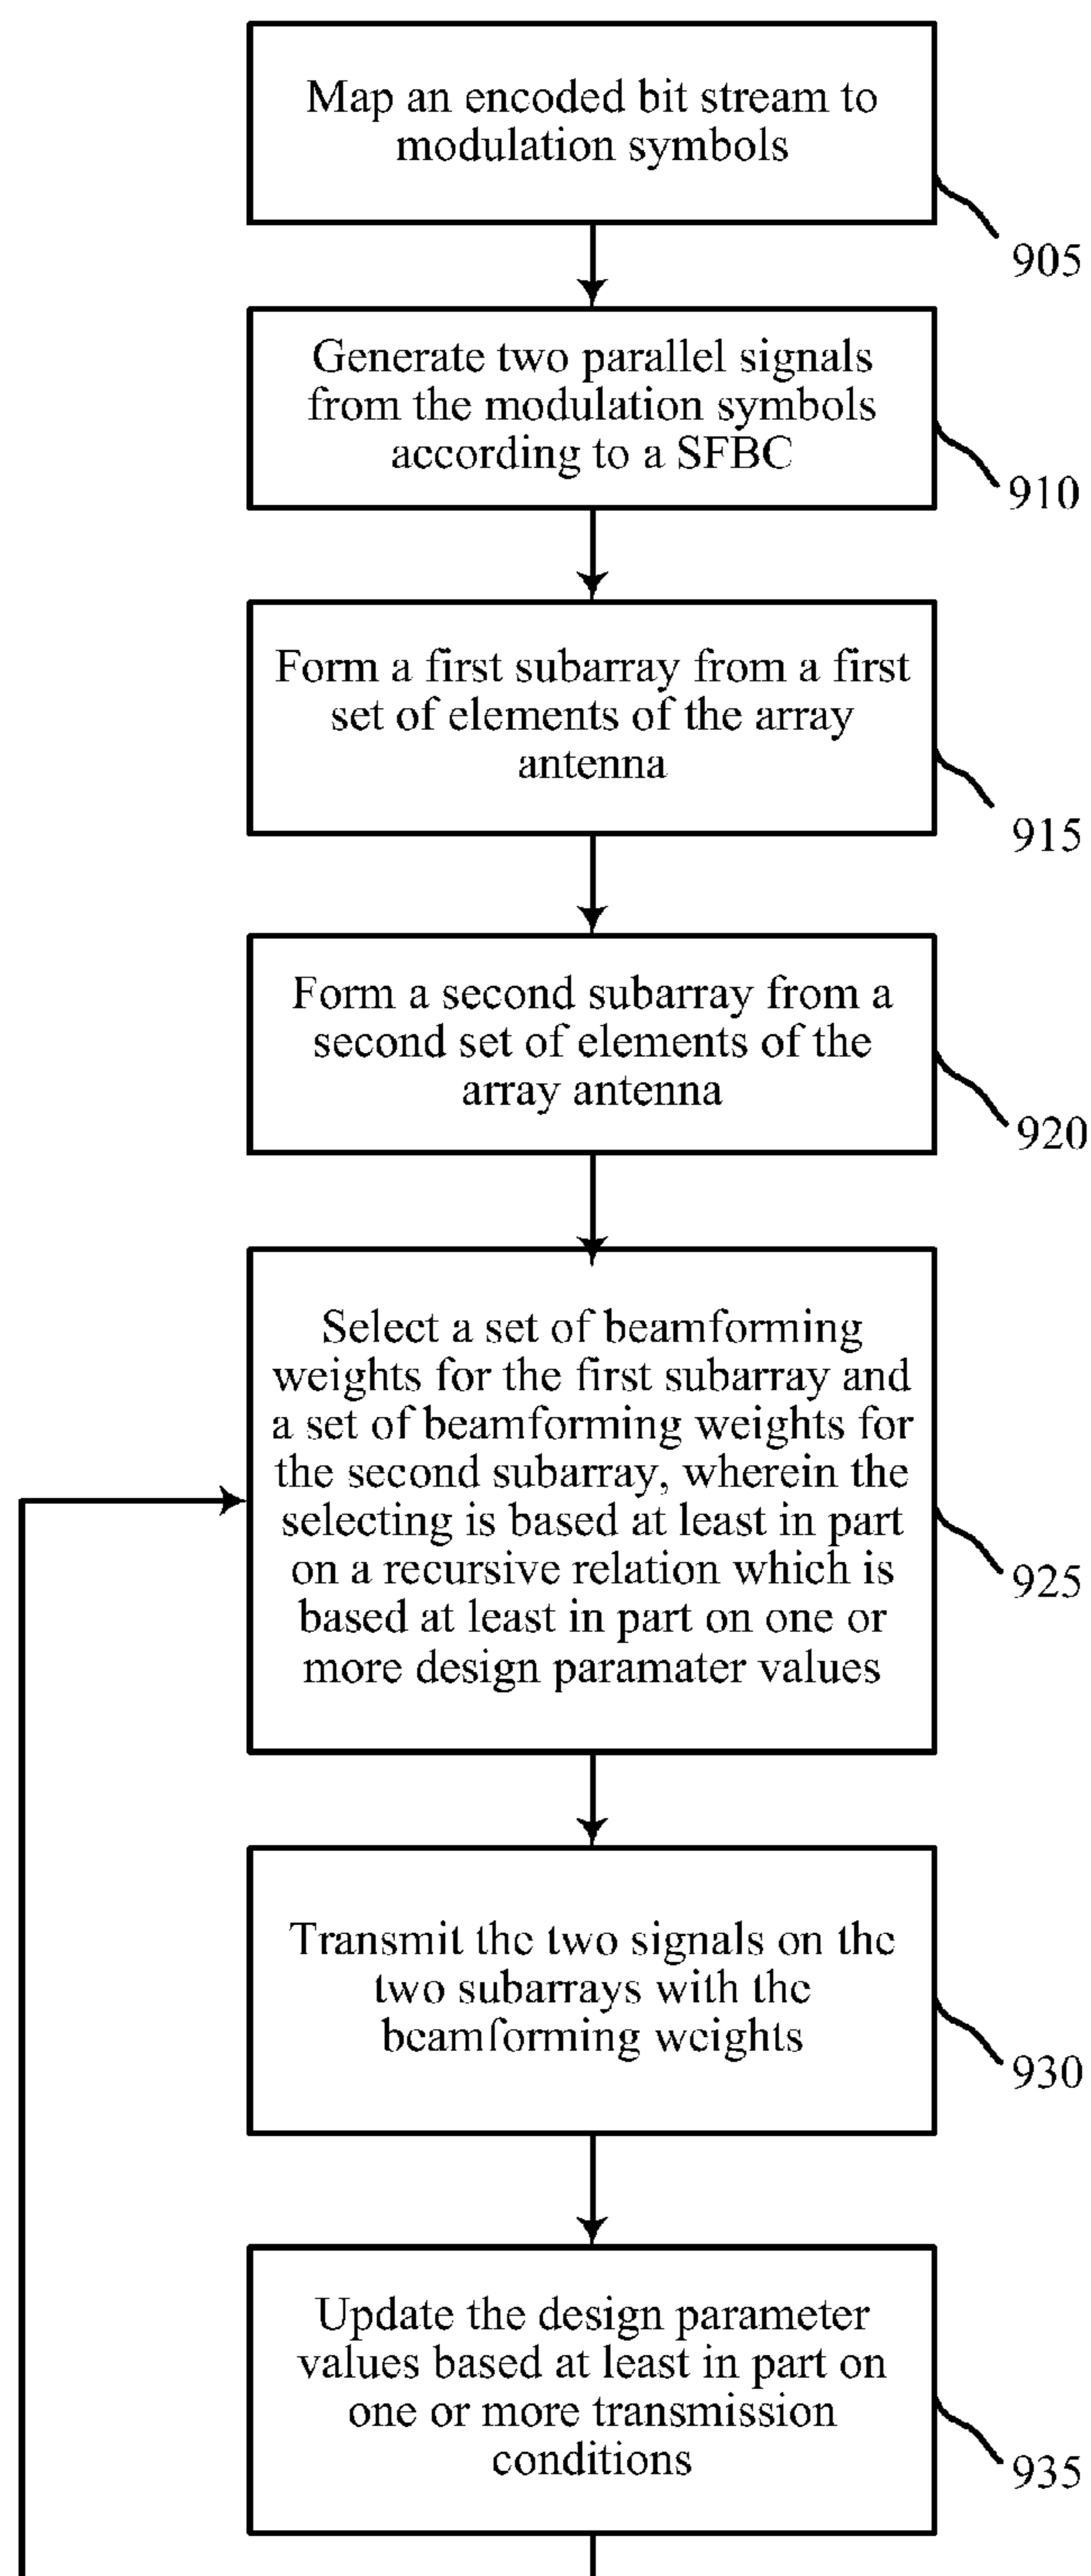 Map an encoded bit stream to
modulation symbols
905
Generate two parallel signals
from the modulation symbols
according to a SFBC
910
Form a first subarray from a first
set of elements of the array
antenna
915
Form a second subarray from a
second set of elements of the
array antenna
920
Select a set of beamforming
weights for the first subarray and
a set of beamforming weights for
the second subarray, wherein the
selecting is based at least in part
on a recursive relation which is
based at least in part on one or
more design paramater values
925
Transmit the two signals on the
two subarrays with the
beamforming weights
930
Update the design parameter
values based at least in part on
one or more transmission
conditions
935